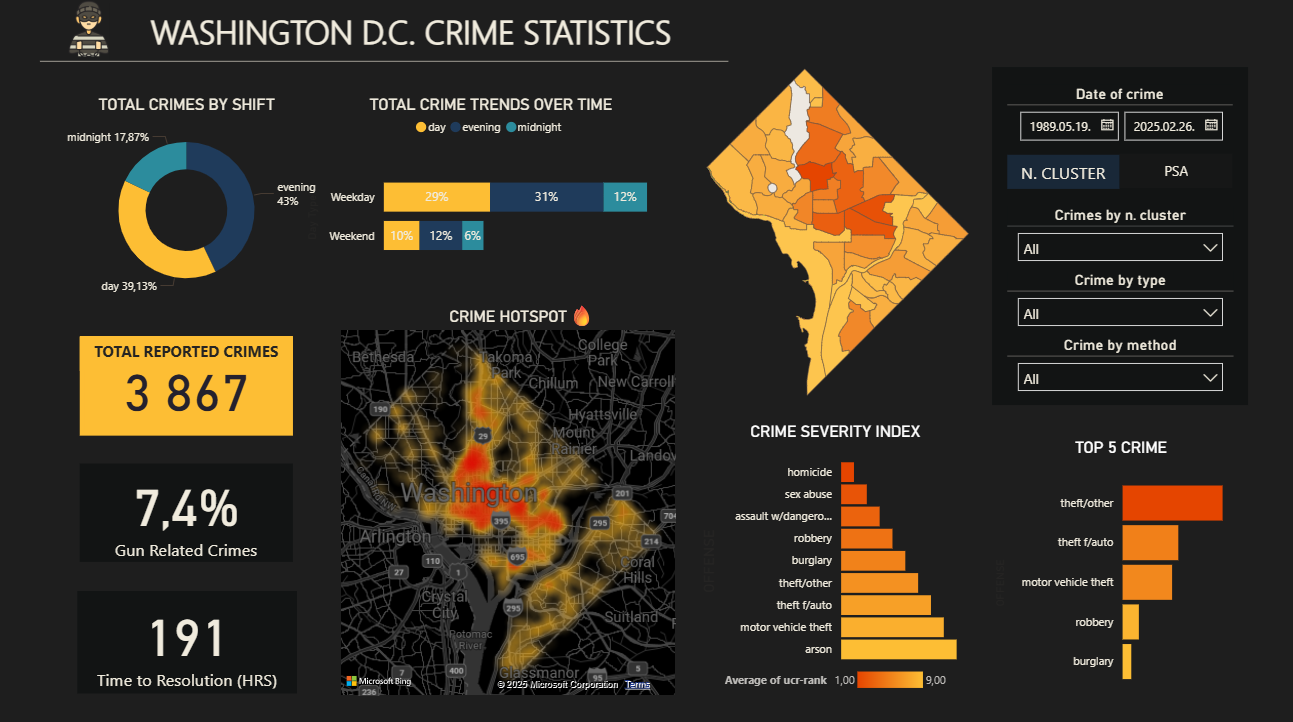 WASHINGTON D.C. CRIME STATISTICS
TOTAL CRIMES BY SHIFT
midnight 17,87%
evening
43%
day 39,13%
TOTAL CRIME TRENDS OVER TIME
day evening midnight
Weekday 29% 31% 12%
Weekend 10% 12% 6%
TOTAL REPORTED CRIMES
3 867
7,4%
Gun Related Crimes
191
Time to Resolution (HRS)
CRIME HOTSPOT
Bethesda
Takoma
Park
College
Park
Chillum
New Carroll
190
Hyattsville
29
Mount
Rainier
Landov
Washington
201
395
295
704
Arlington
214
695
110
27
1
Coral
Hills
Crystal
City
295
Suitland
Potomac
River
400
Glassmanor
7
5
95
236
Microsoft Bing
© 2025 Microsoft Corporation Terms
Date of crime
1989.05.19.
2025.02.26.
N. CLUSTER
PSA
Crimes by n. cluster
All
Crime by type
All
Crime by method
All
CRIME SEVERITY INDEX
OFFENSE
homicide
sex abuse
assault w/dangero...
robbery
burglary
theft/other
theft f/auto
motor vehicle theft
arson
Average of ucr-rank 1,00 9,00
TOP 5 CRIME
theft/other
theft f/auto
motor vehicle theft
robbery
burglary